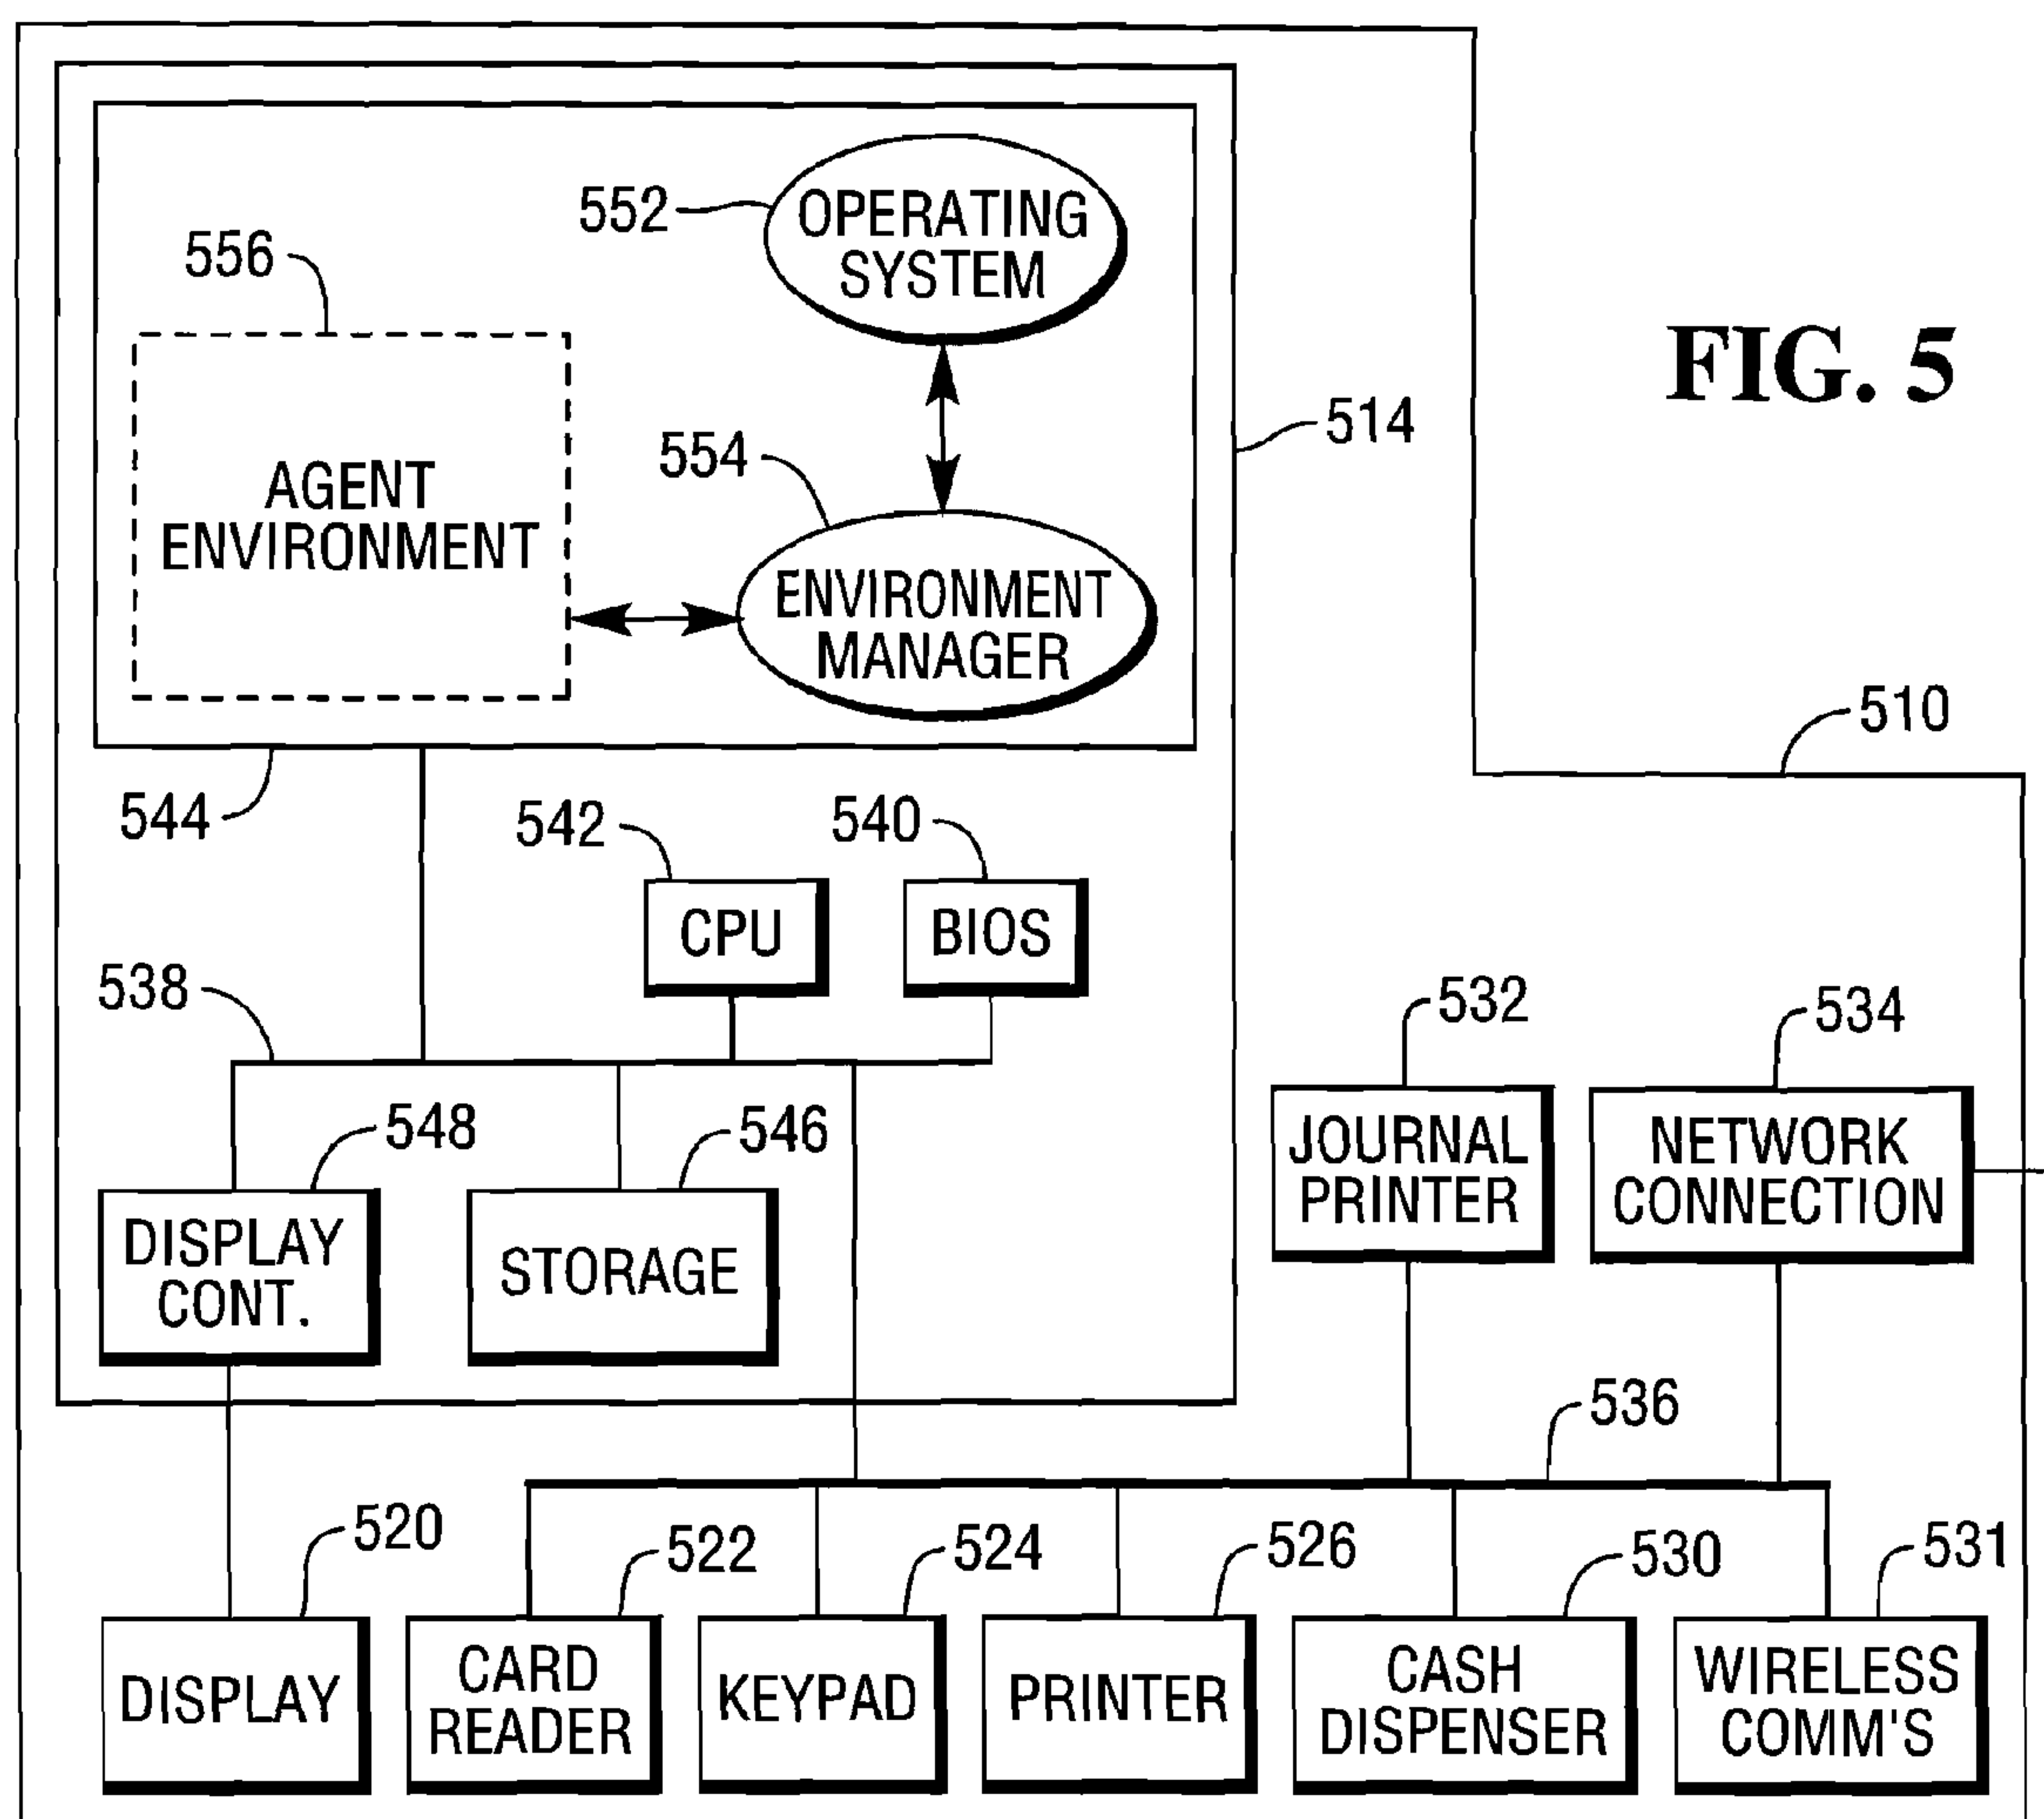 552
OPERATING
SYSTEM
556
FIG. 5
514
554
AGENT
ENVIRONMENT
ENVIRONMENT
MANAGER
510
544
542
540
CPU
BIOS
538
532
534
548
546
JOURNAL
PRINTER
NETWORK
CONNECTION
DISPLAY
CONT.
STORAGE
536
520
522
524
526
530
531
DISPLAY
CARD
READER
KEYPAD
PRINTER
CASH
DISPENSER
WIRELESS
COMM'S